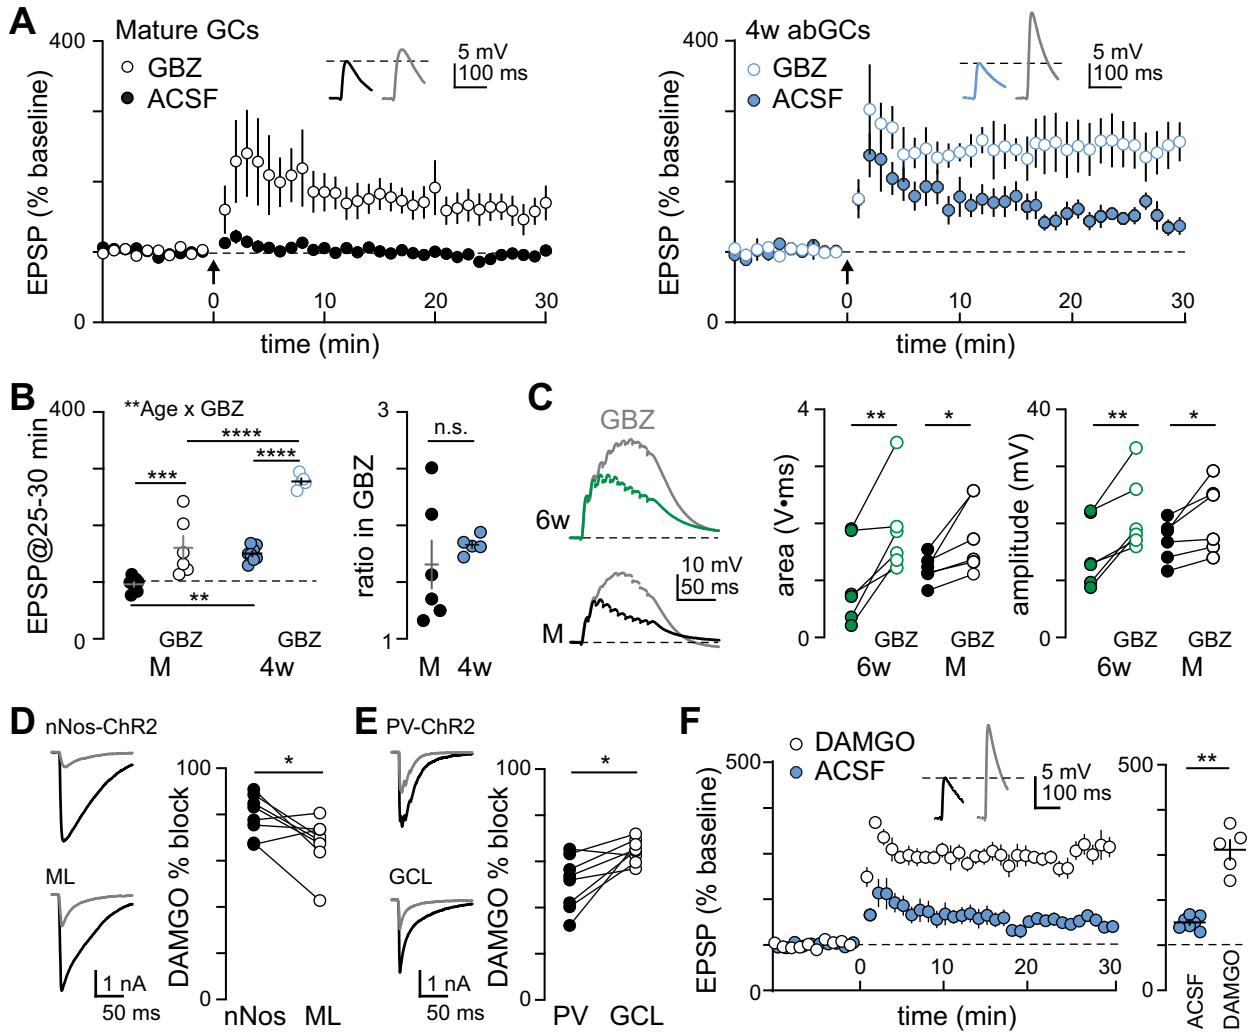 A
Mature GCs
GBZ
ACSF
5 mV
100 ms
EPSP (% baseline)
400
0
0
10
20
30
time (min)
4w abGCs
GBZ
ACSF
5 mV
100 ms
EPSP (% baseline)
400
0
0
10
20
30
time (min)
B
**Age x GBZ
****
****
***
**
EPSP@25-30 min
400
0
GBZ
GBZ
M
4w
n.s.
ratio in GBZ
3
1
M
4w
C
GBZ
6w
M
10 mV
50 ms
area (V•ms)
4
0
**
*
GBZ
GBZ
6w
M
amplitude (mV)
40
0
**
*
GBZ
GBZ
6w
M
D
nNos-ChR2
ML
1 nA
50 ms
DAMGO % block
100
0
*
nNos
ML
E
PV-ChR2
GCL
1 nA
50 ms
DAMGO % block
100
0
*
PV
GCL
F
DAMGO
ACSF
5 mV
100 ms
EPSP (% baseline)
500
0
0
10
20
30
time (min)
500
0
**
ACSF
DAMGO